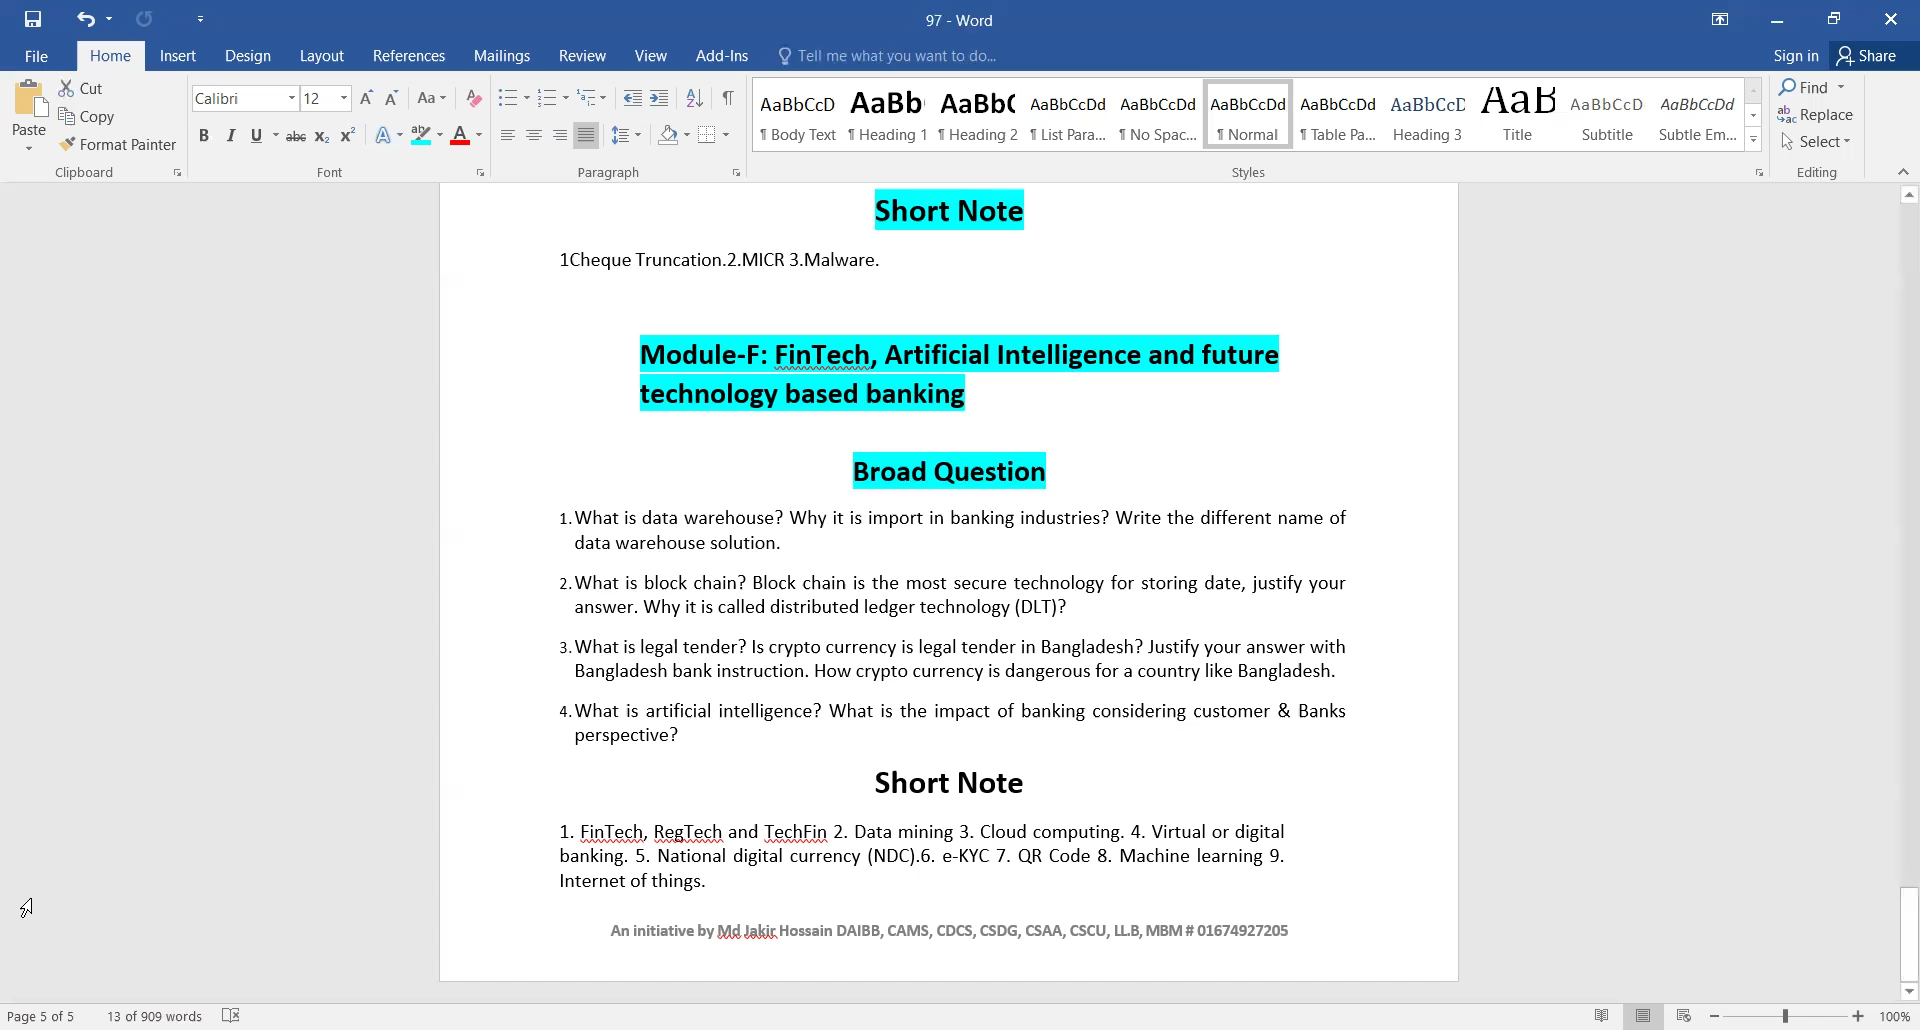 97 - Word
File Home Insert Design Layout References Mailings Review View Add-Ins Tell me what you want to do... Sign in Share
Paste Cut Copy Format Painter Clipboard
Calibri 12 Aa A
B I U abc X₂ X² A ab A Font
Paragraph
AaBbCcD AaBb AaBbC AaBbCcDd AaBbCcDd AaBbCcDd AaBbCcDd AaBbCcC AaB AaBbCcD AaBbCcDd
¶ Body Text ¶ Heading 1 ¶ Heading 2 ¶ List Para... ¶ No Spac... ¶ Normal ¶ Table Pa... Heading 3 Title Subtitle Subtle Em...
Styles
Find
Replace
Select
Editing
Short Note
1Cheque Truncation.2.MICR 3.Malware.
Module-F: FinTech, Artificial Intelligence and future
technology based banking
Broad Question
1. What is data warehouse? Why it is import in banking industries? Write the different name of
data warehouse solution.
2. What is block chain? Block chain is the most secure technology for storing date, justify your
answer. Why it is called distributed ledger technology (DLT)?
3. What is legal tender? Is crypto currency is legal tender in Bangladesh? Justify your answer with
Bangladesh bank instruction. How crypto currency is dangerous for a country like Bangladesh.
4. What is artificial intelligence? What is the impact of banking considering customer & Banks
perspective?
Short Note
1. FinTech, RegTech and TechFin 2. Data mining 3. Cloud computing. 4. Virtual or digital
banking. 5. National digital currency (NDC).6. e-KYC 7. QR Code 8. Machine learning 9.
Internet of things.
An initiative by Md Jakir Hossain DAIBB, CAMS, CDCS, CSDG, CSAA, CSCU, LL.B, MBM # 01674927205
Page 5 of 5 13 of 909 words 100%